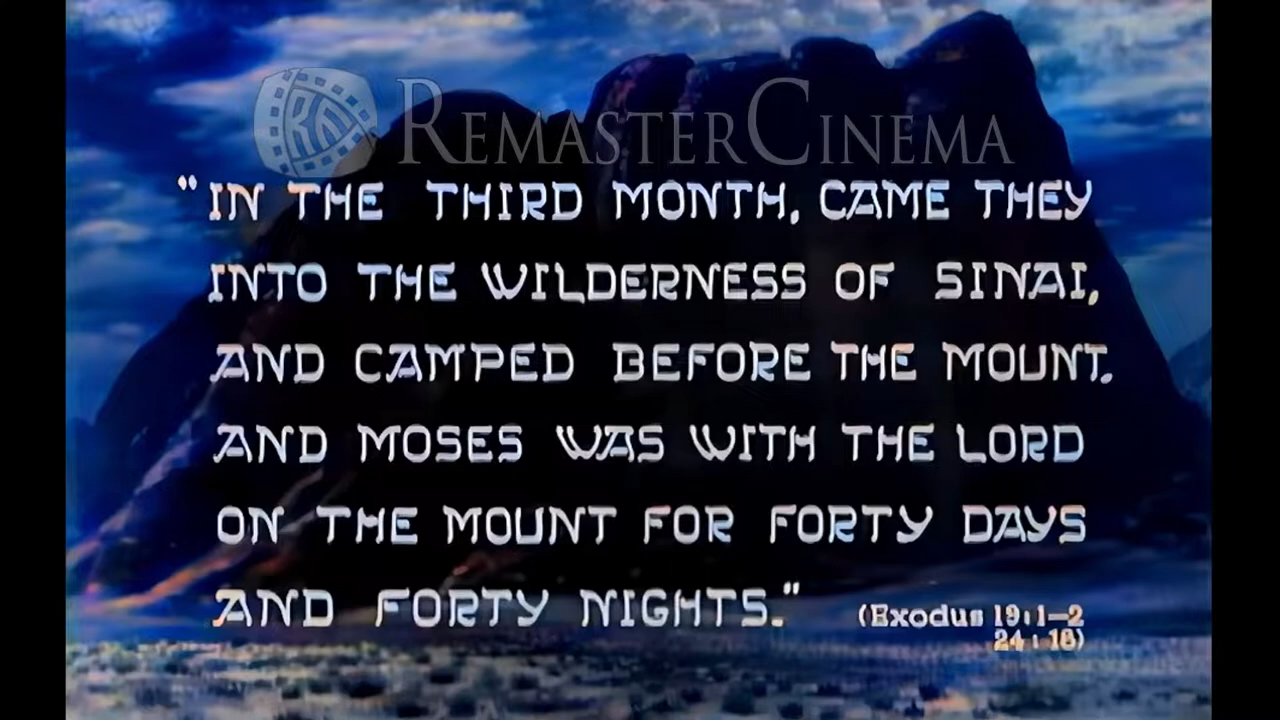 REMASTERCINEMA
"IN THE THIRD MONTH, CAME THEY
INTO THE WILDERNESS OF SINAI,
AND CAMPED BEFORE THE MOUNT.
AND MOSES WAS WITH THE LORD
ON THE MOUNT FOR FORTY DAYS
AND FORTY NIGHTS."
(Exodus 19:1-2
24:18)